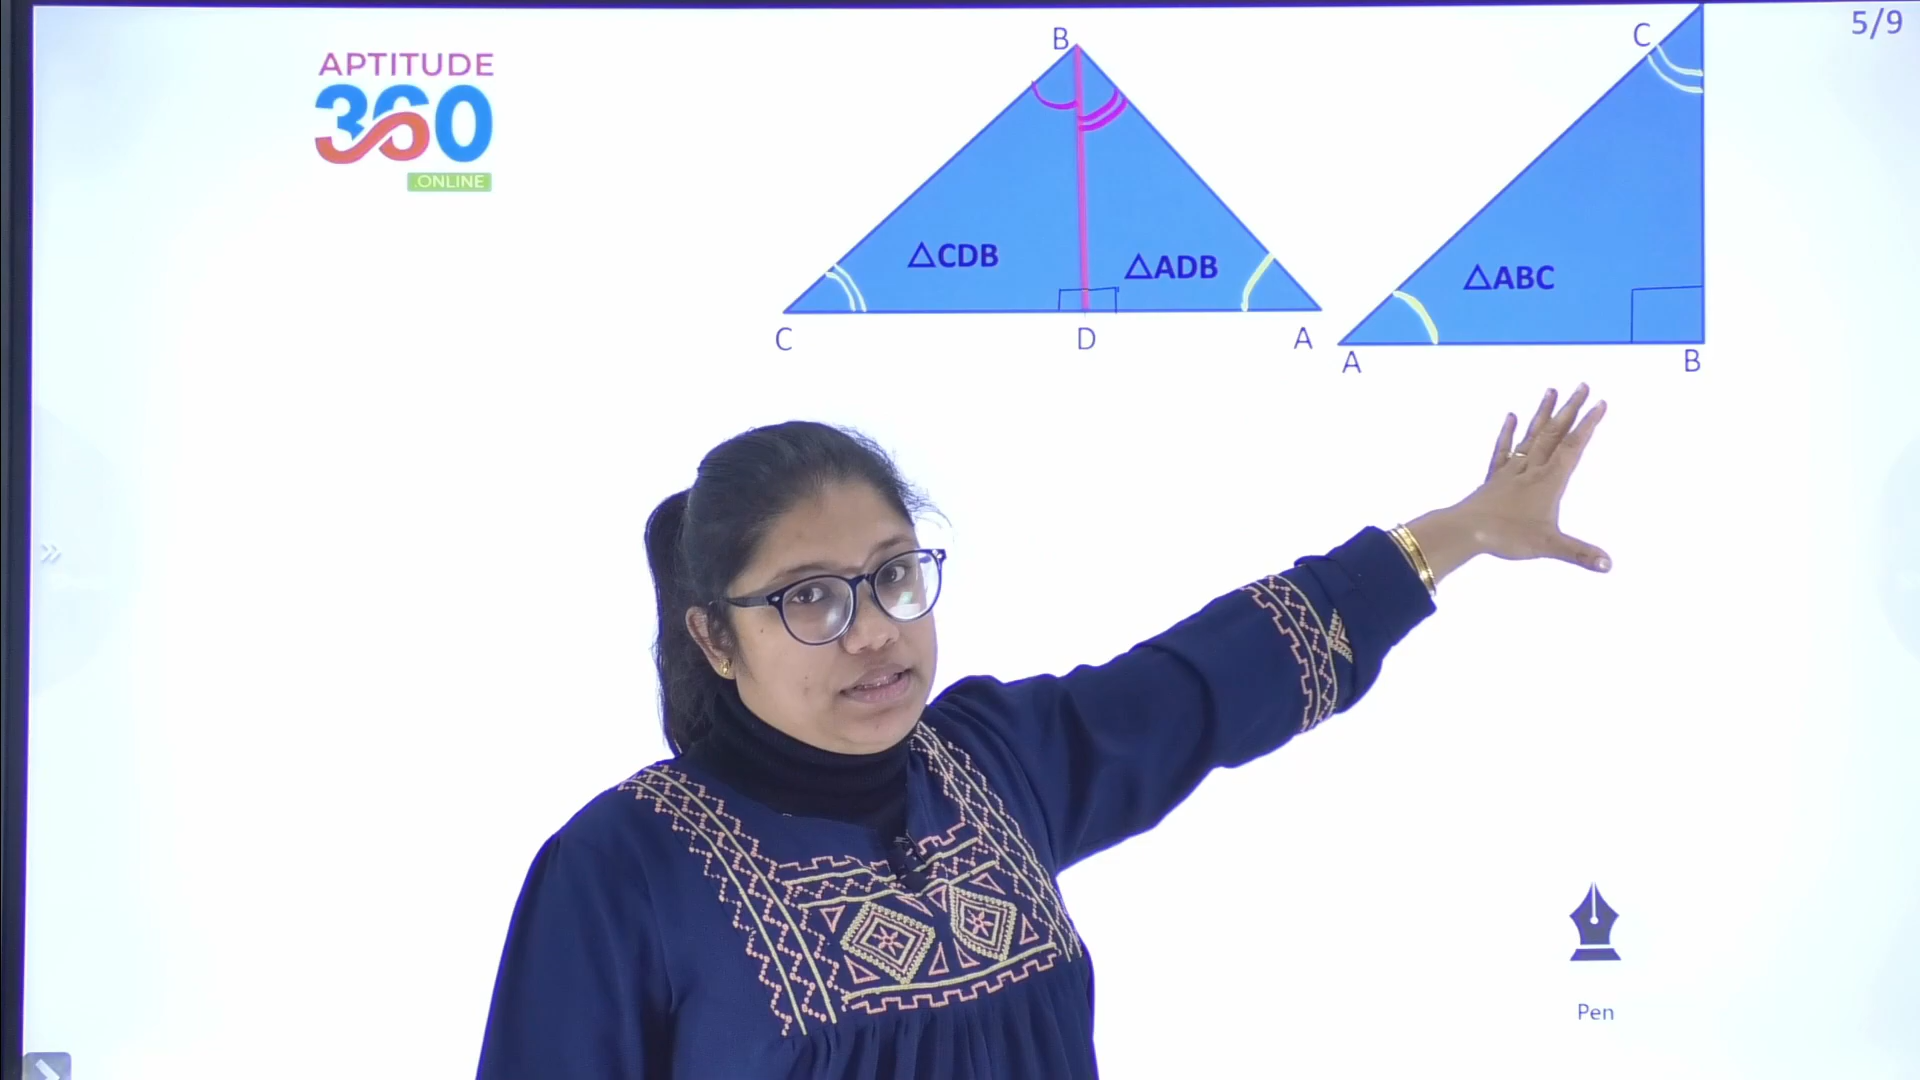 APTITUDE
360
.ONLINE
5/9
B
△CDB
△ADB
C
D
A
C
△ABC
A
B
Pen